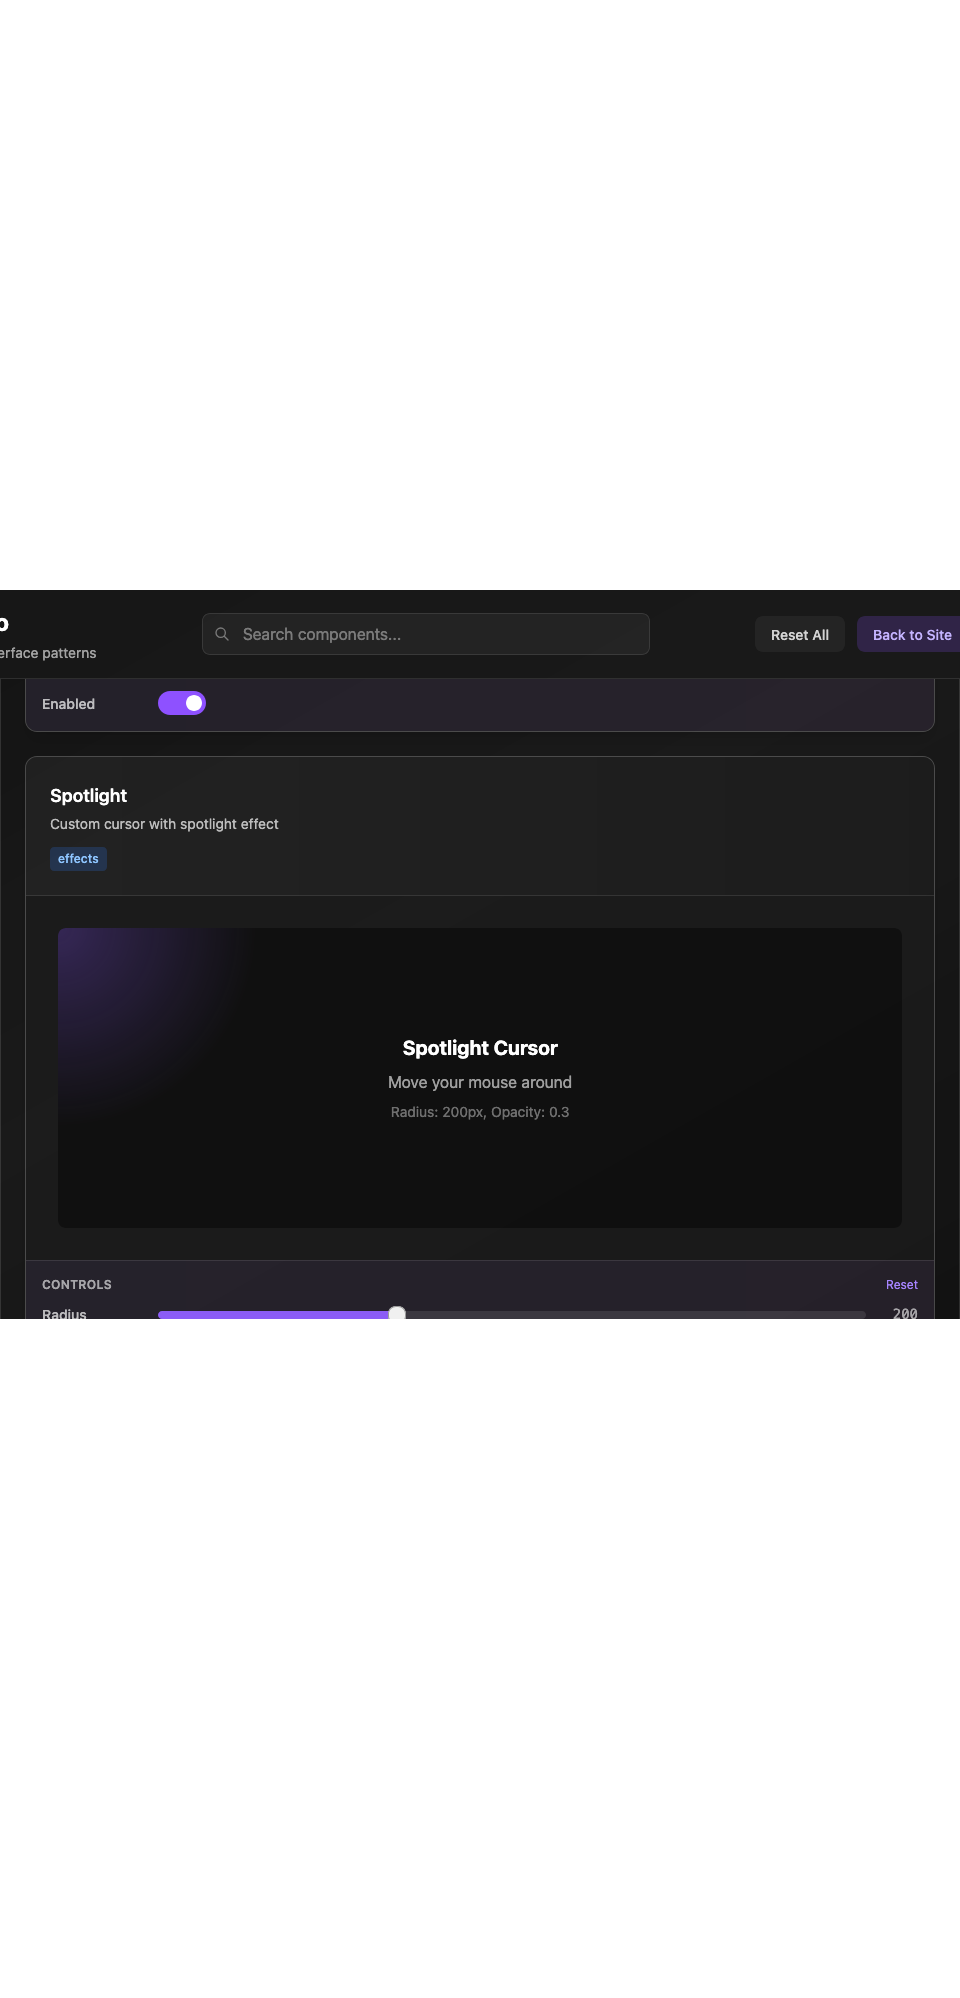 erface patterns
Search components...
Reset All
Back to Site
Enabled
Spotlight
Custom cursor with spotlight effect
effects
Spotlight Cursor
Move your mouse around
Radius: 200px, Opacity: 0.3
CONTROLS
Reset
Radius
200